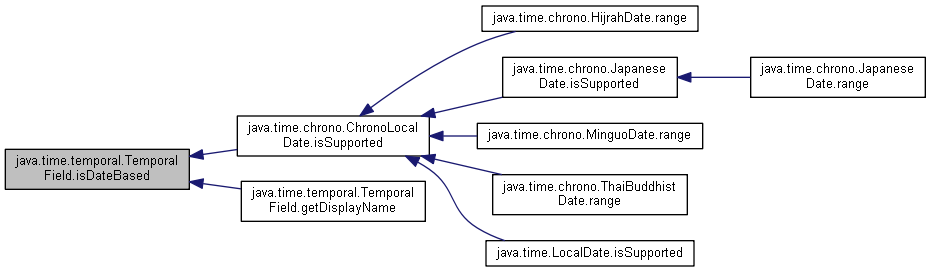 java.time.chrono.HijrahDate.range
java.time.chrono.Japanese
Date.isSupported
java.time.chrono.Japanese
Date.range
java.time.chrono.ChronoLocal
Date.isSupported
java.time.chrono.MinguoDate.range
java.time.temporal.Temporal
Field.isDateBased
java.time.chrono.ThaiBuddhist
Date.range
java.time.temporal.Temporal
Field.getDisplayName
java.time.LocalDate.isSupported